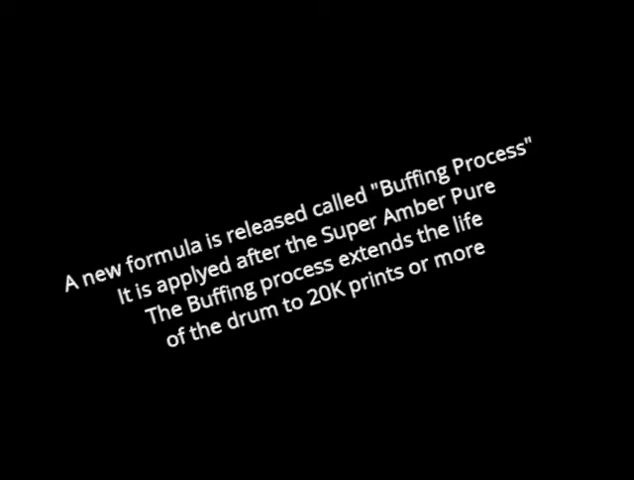 A new formula is released called "Buffing Process"
It is applyed after the Super Amber Pure
The Buffing process extends the life
of the drum to 20K prints or more